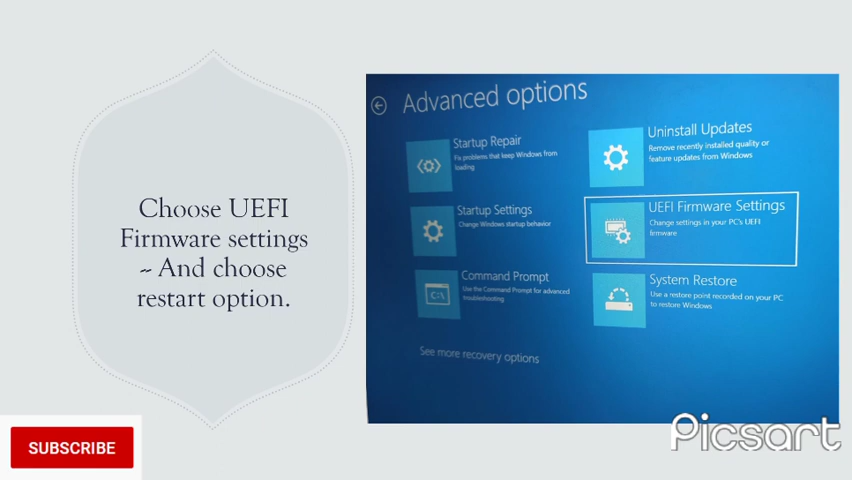 Choose UEFI
Firmware settings
~ And choose
restart option.
Advanced options
Startup Repair
Fix problems that keep Windows from
loading
Uninstall Updates
Remove recently installed quality or
feature updates from Windows
Startup Settings
Change Windows startup behavior
UEFI Firmware Settings
Change settings in your PC's UEFI
firmware
Command Prompt
Use the Command Prompt for advanced
troubleshooting
C:\
System Restore
Use a restore point recorded on your PC
to restore Windows
See more recovery options
SUBSCRIBE
Picsart